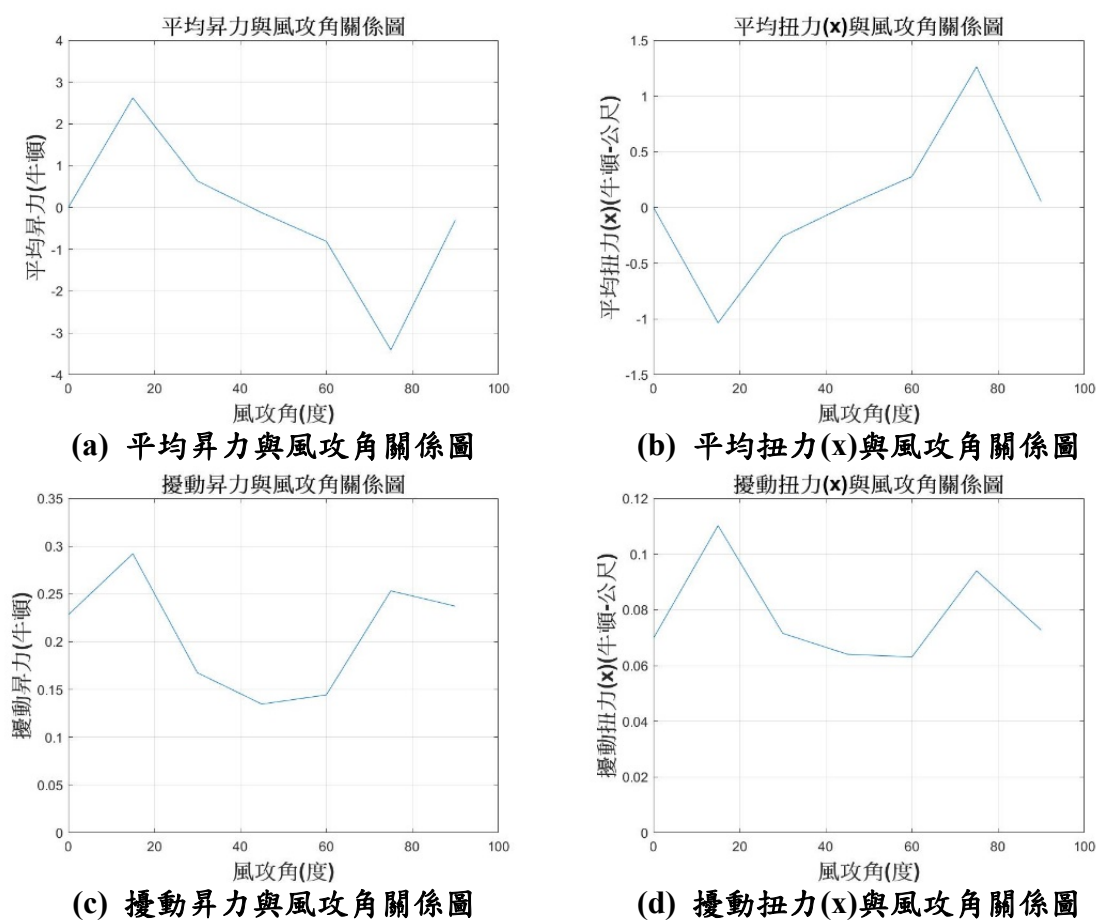 平均昇力與風攻角關係圖
4
3
2
1
0
-1
-2
-3
-4
平均昇力(牛頓)
0 20 40 60 80 100
風攻角(度)
(a) 平均昇力與風攻角關係圖
平均扭力(x)與風攻角關係圖
1.5
1
0.5
0
-0.5
-1
-1.5
平均扭力(x)(牛頓-公尺)
0 20 40 60 80 100
風攻角(度)
(b) 平均扭力(x)與風攻角關係圖
擾動昇力與風攻角關係圖
0.35
0.3
0.25
0.2
0.15
0.1
0.05
0
擾動昇力(牛頓)
0 20 40 60 80 100
風攻角(度)
(c) 擾動昇力與風攻角關係圖
擾動扭力(x)與風攻角關係圖
0.12
0.1
0.08
0.06
0.04
0.02
0
擾動扭力(x)(牛頓-公尺)
0 20 40 60 80 100
風攻角(度)
(d) 擾動扭力(x)與風攻角關係圖